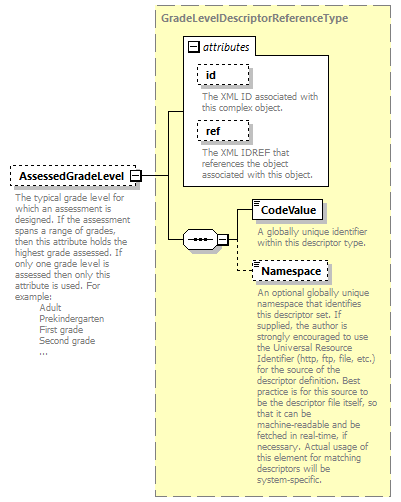 GradeLevelDescriptorReferenceType
attributes
id
The XML ID associated with
this complex object.
ref
The XML IDREF that
references the object
associated with this object.
AssessedGradeLevel
The typical grade level for
which an assessment is
designed. If the assessment
spans a range of grades,
then this attribute holds the
highest grade assessed. If
only one grade level is
assessed then only this
attribute is used. For
example:
Adult
Prekindergarten
First grade
Second grade
...
CodeValue
A globally unique identifier
within this descriptor type.
Namespace
An optional globally unique
namespace that identifies
this descriptor set. If
supplied, the author is
strongly encouraged to use
the Universal Resource
Identifier (http, ftp, file, etc.)
for the source of the
descriptor definition. Best
practice is for this source to
be the descriptor file itself, so
that it can be
machine-readable and be
fetched in real-time, if
necessary. Actual usage of
this element for matching
descriptors will be
system-specific.